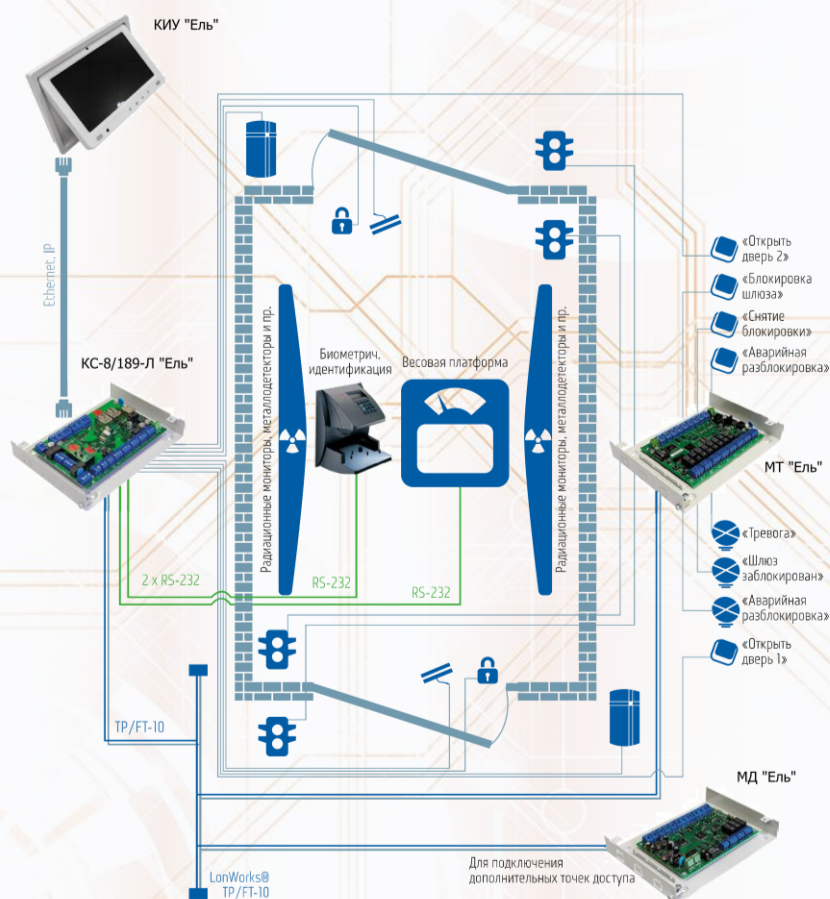 КИУ "Ель"
Ethernet, IP
«Открыть
дверь 2»
«Блокировка
шлюза»
«Снятие
блокировки»
«Аварийная
разблокировка»
КС-8/189-Л "Ель"
Радиационные мониторы, металлодетекторы и пр.
Биометрич.
идентификация
Весовая платформа
Радиационные мониторы, металлодетекторы и пр.
МТ "Ель"
«Тревога»
«Шлюз
заблокирован»
«Аварийная
разблокировка»
«Открыть
дверь 1»
2 x RS-232
RS-232
RS-232
TP/FT-10
МД "Ель"
Для подключения
дополнительных точек доступа
LonWorks®
TP/FT-10